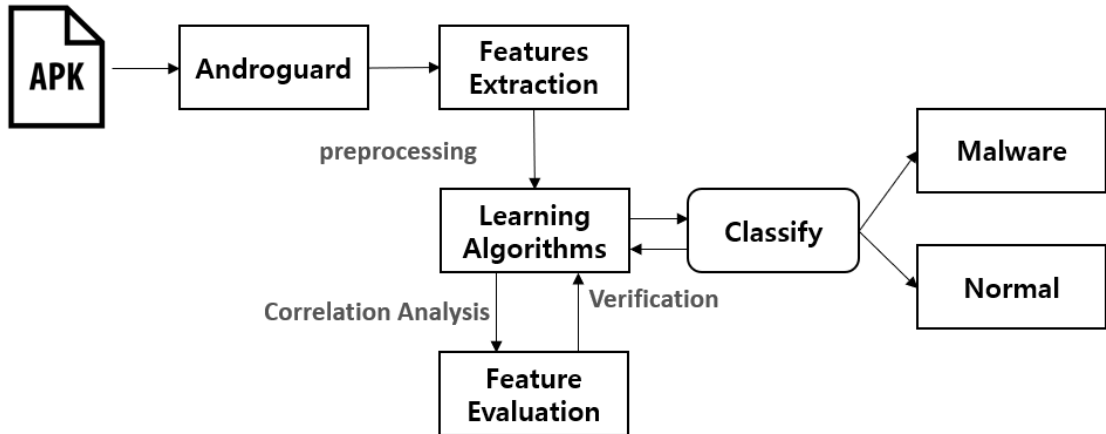 APK
Androguard
Features
Extraction
preprocessing
Learning
Algorithms
Classify
Malware
Normal
Correlation Analysis
Verification
Feature
Evaluation